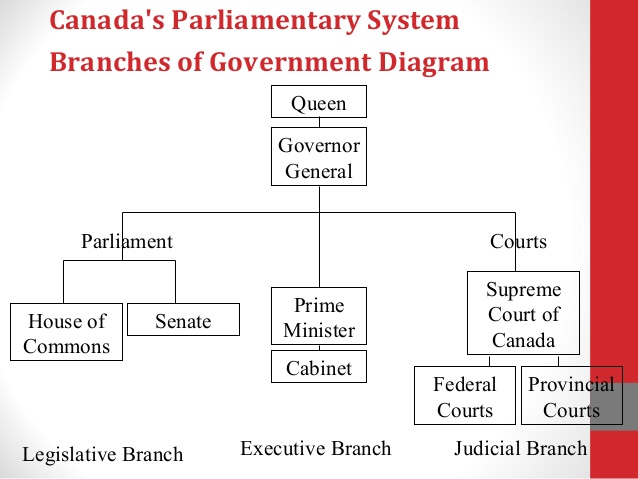 Canada's Parliamentary System
Branches of Government Diagram
Queen
Governor
General
Parliament
Courts
House of
Commons
Senate
Prime
Minister
Cabinet
Supreme
Court of
Canada
Federal
Courts
Provincial
Courts
Legislative Branch
Executive Branch
Judicial Branch